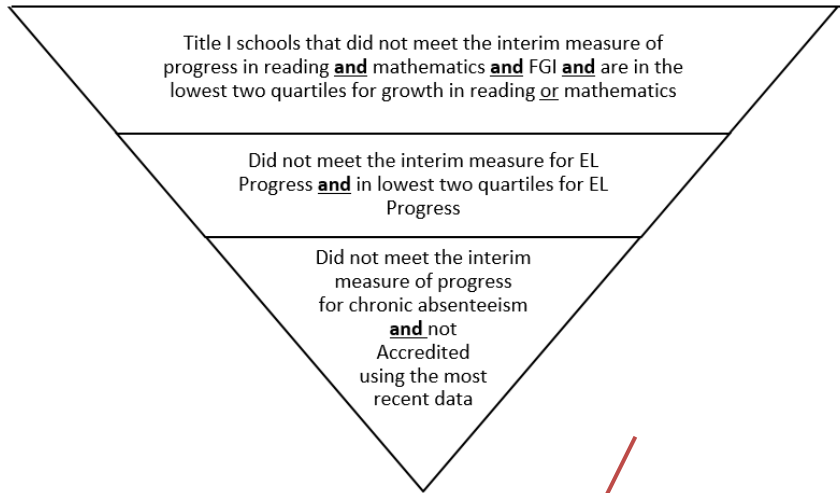 Title I schools that did not meet the interim measure of
progress in reading and mathematics and FGI and are in the
lowest two quartiles for growth in reading or mathematics
Did not meet the interim measure for EL
Progress and in lowest two quartiles for EL
Progress
Did not meet the interim
measure of progress
for chronic absenteeism
and not
Accredited
using the most
recent data